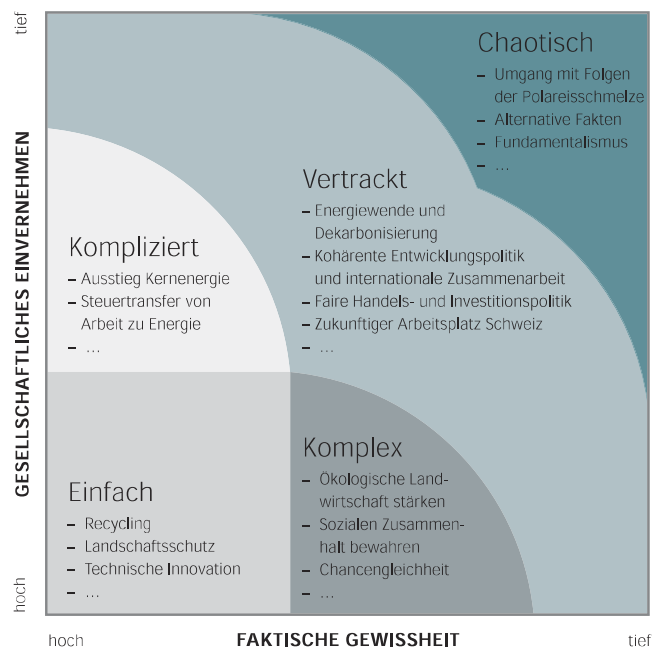 tief
GESELLSCHAFTLICHES EINVERNEHMEN
hoch
Chaotisch
– Umgang mit Folgen
der Polareisschmelze
– Alternative Fakten
– Fundamentalismus
– ...
Vertrackt
– Energiewende und
Dekarbonisierung
– Kohärente Entwicklungspolitik
und internationale Zusammenarbeit
– Faire Handels- und Investitionspolitik
– Zukunftiger Arbeitsplatz Schweiz
– ...
Kompliziert
– Ausstieg Kernenergie
– Steuertransfer von
Arbeit zu Energie
– ...
Einfach
– Recycling
– Landschaftsschutz
– Technische Innovation
– ...
Komplex
– Ökologische Land-
wirtschaft stärken
– Sozialen Zusammen-
halt bewahren
– Chancengleichheit
– ...
hoch
FAKTISCHE GEWISSHEIT
tief